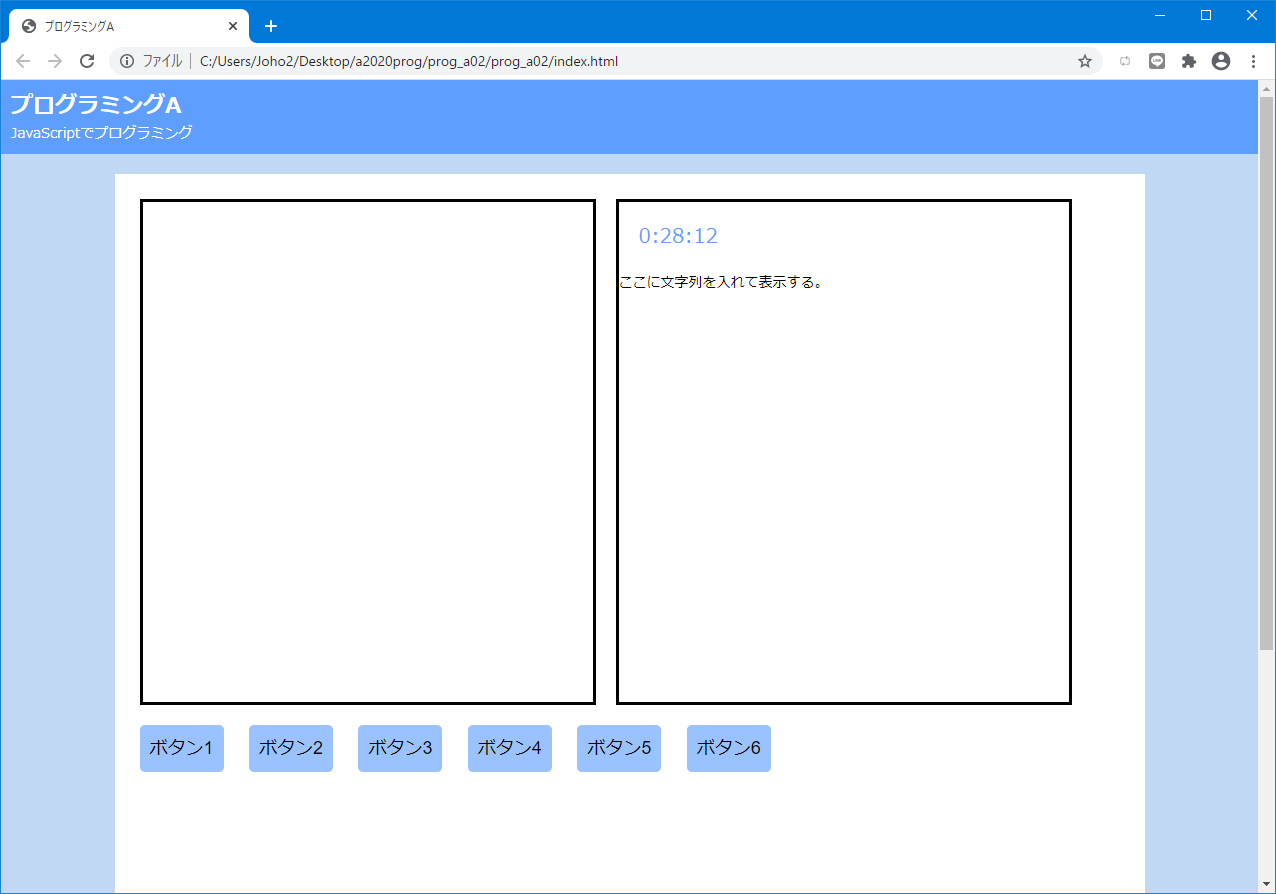 プログラミングA
ファイル | C:/Users/Joho2/Desktop/a2020prog/prog_a02/prog_a02/index.html
プログラミングA
JavaScriptでプログラミング
0:28:12
ここに文字列を入れて表示する。
ボタン1 ボタン2 ボタン3 ボタン4 ボタン5 ボタン6